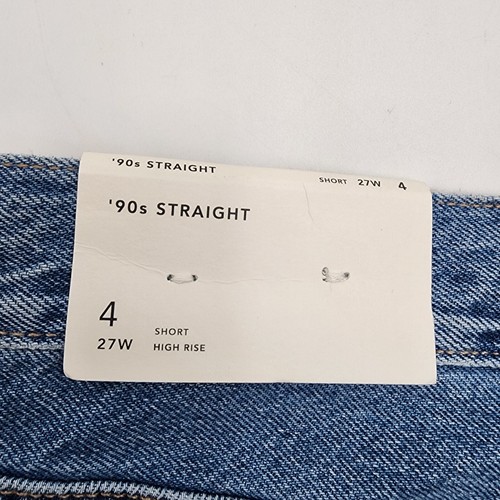 '90s STRAIGHT
SHORT 27W 4
'90s STRAIGHT
4
SHORT
27W HIGH RISE